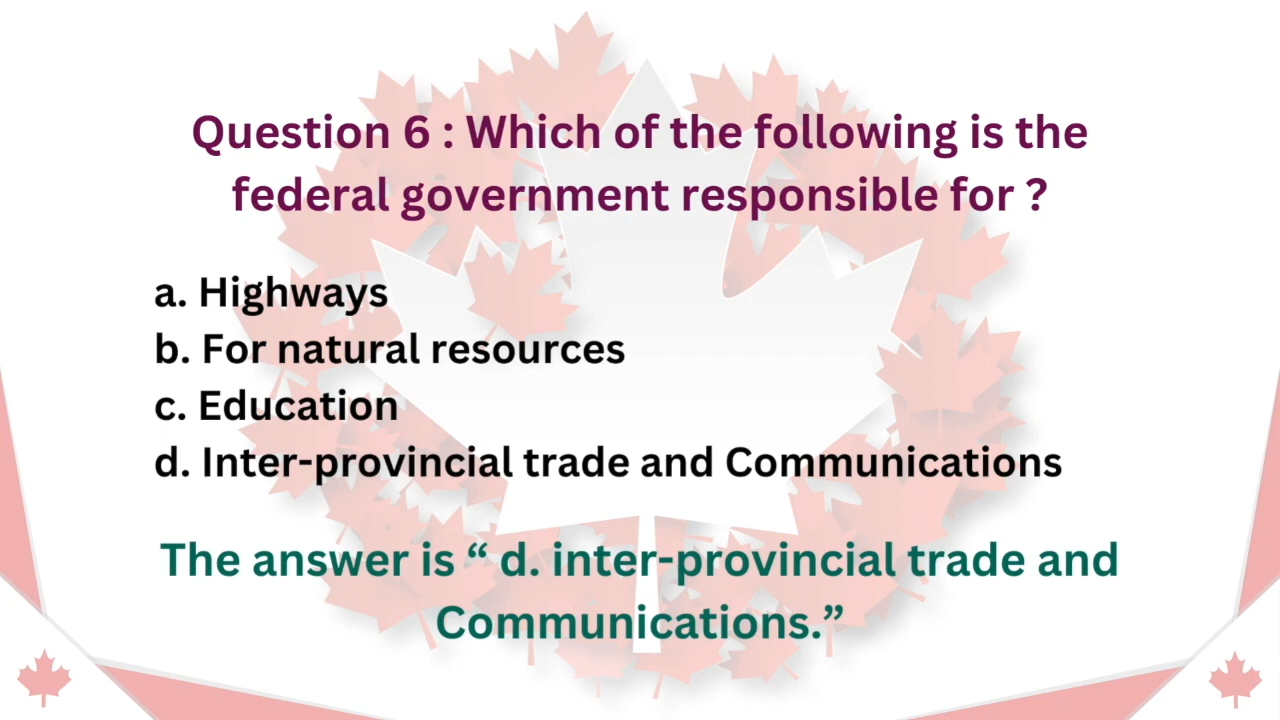 Question 6 : Which of the following is the
federal government responsible for ?
a. Highways
b. For natural resources
c. Education
d. Inter-provincial trade and Communications
The answer is “ d. inter-provincial trade and
Communications.”